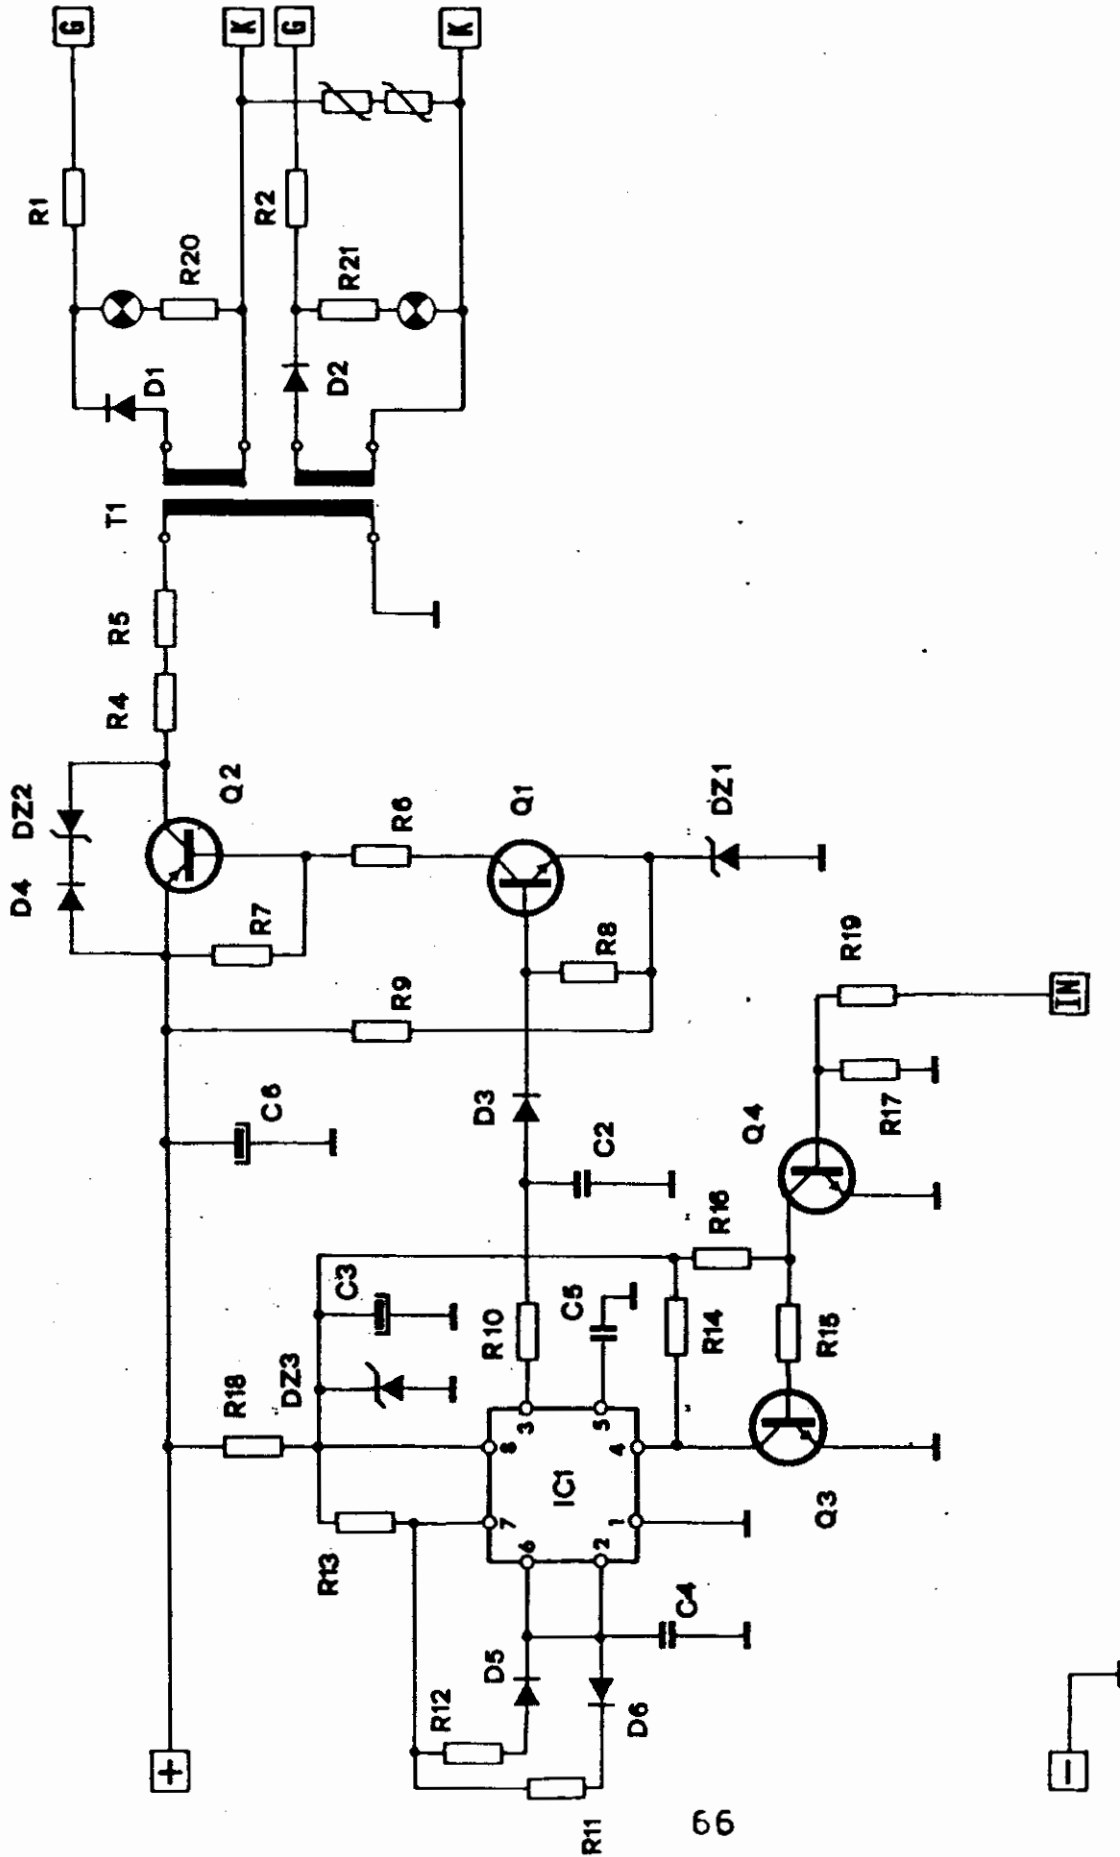 G
K
G
K
R1
R20
R2
R21
D1
D2
T1
R5
R4
DZ2
D4
Q2
R7
R6
Q1
DZ1
R9
R8
R19
IN
C6
D3
C2
Q4
R17
R16
C3
DZ3
R18
R10
C5
R14
R15
3
5
8
4
IC1
7
1
6
2
Q3
R13
C4
D5
D6
R12
R11
+
-
66